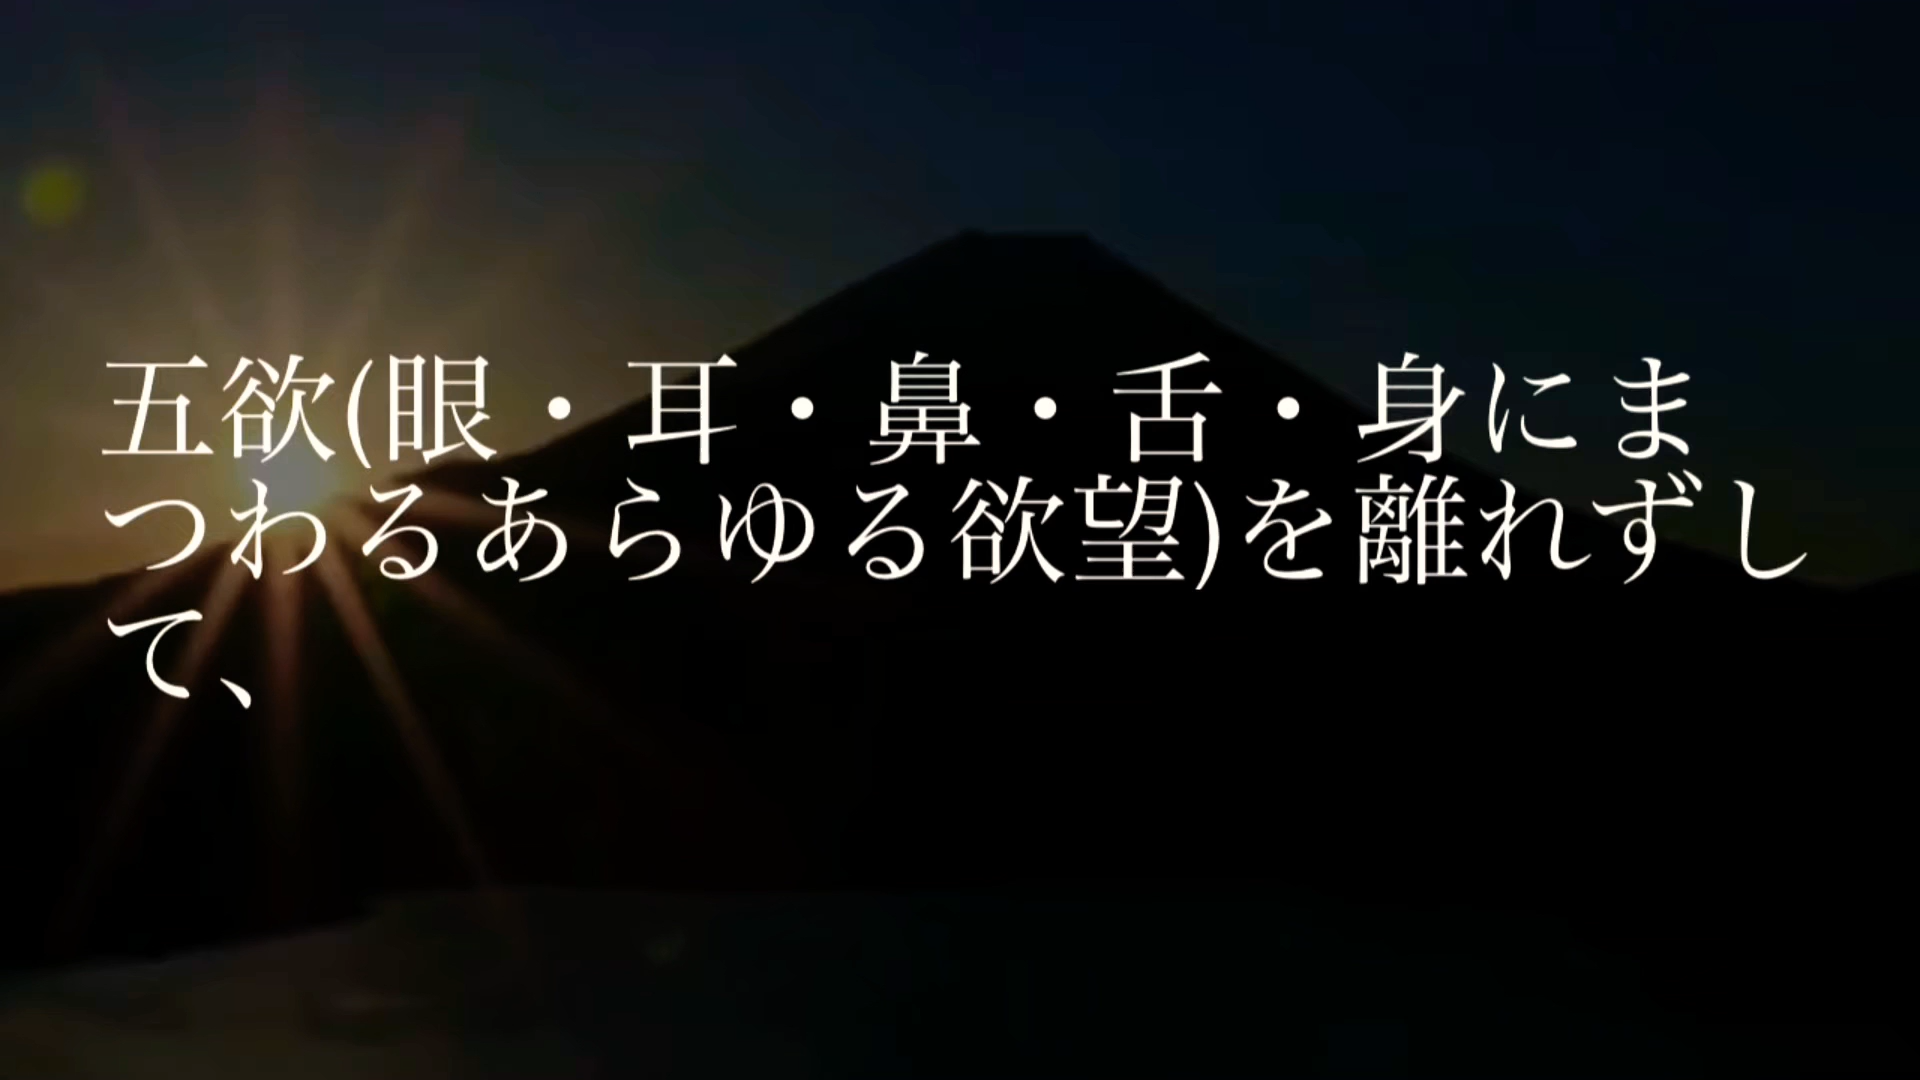 五欲(眼・耳・鼻・舌・身にま
つわるあらゆる欲望)を離れずし
て、